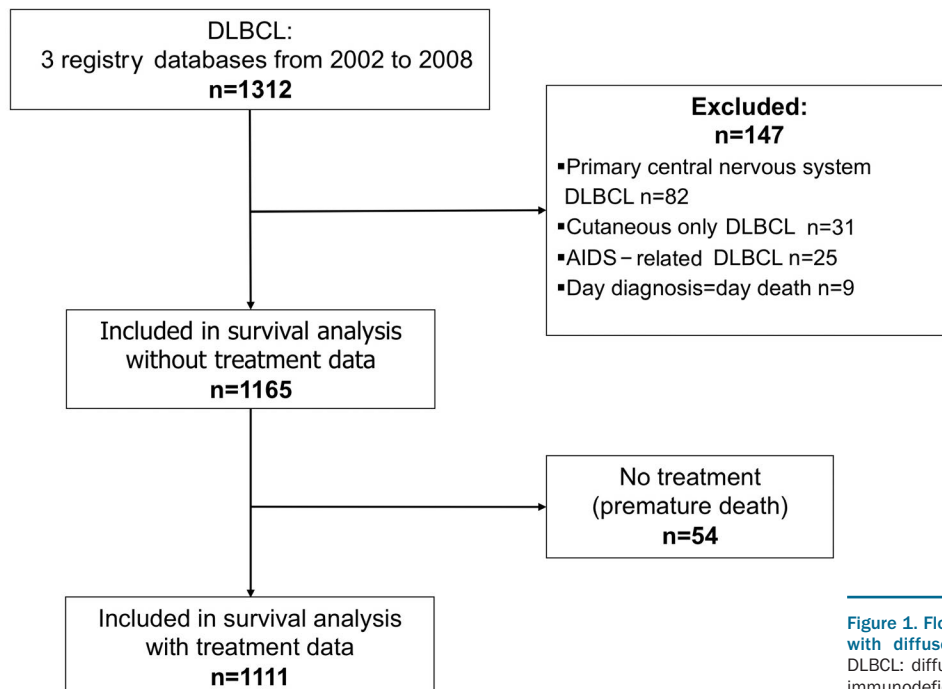 DLBCL:
3 registry databases from 2002 to 2008
n=1312
Excluded:
n=147
▪Primary central nervous system
DLBCL n=82
▪Cutaneous only DLBCL n=31
▪AIDS – related DLBCL n=25
▪Day diagnosis=day death n=9
Included in survival analysis
without treatment data
n=1165
No treatment
(premature death)
n=54
Included in survival analysis
with treatment data
n=1111
Figure 1.
with
DLBCL: